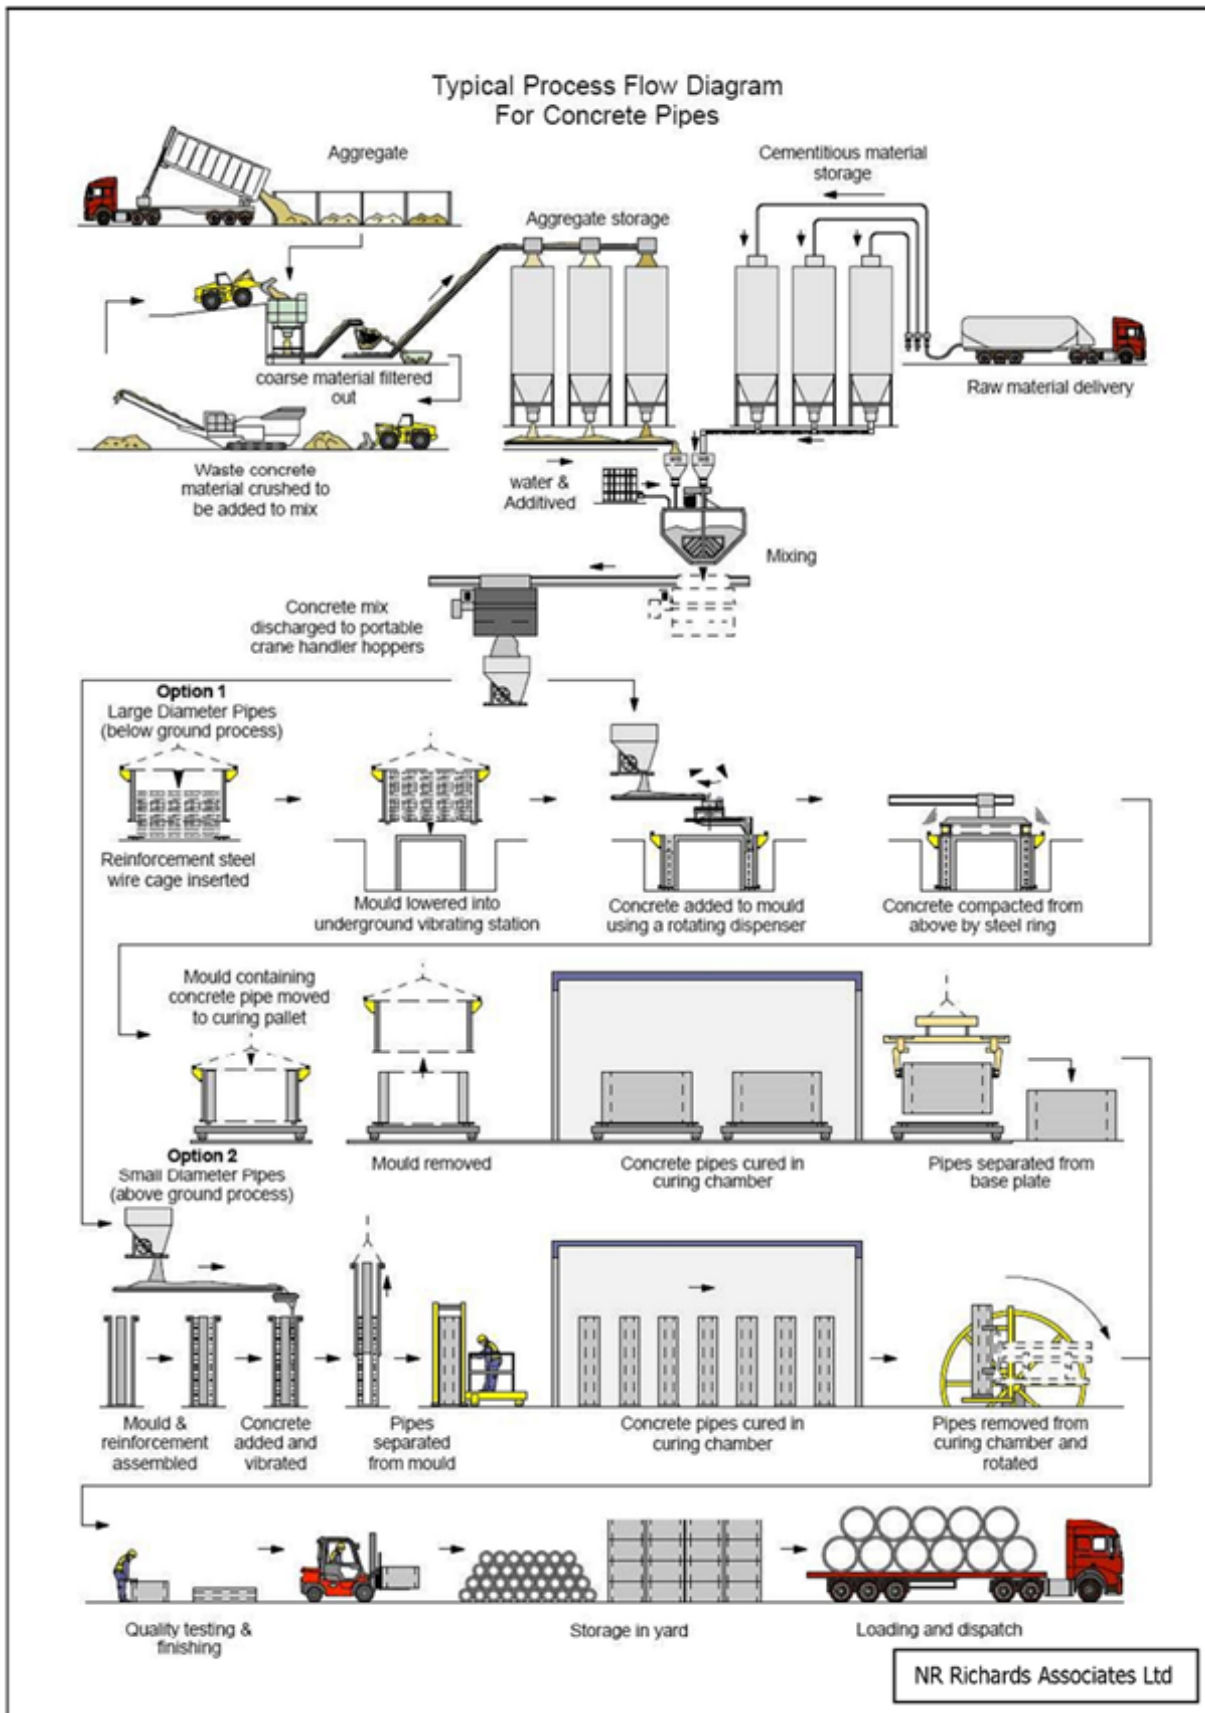 Typical Process Flow Diagram
For Concrete Pipes
Aggregate
Cementitious material
storage
Aggregate storage
coarse material filtered
out
Raw material delivery
Waste concrete
material crushed to
be added to mix
water &
Additived
Mixing
Concrete mix
discharged to portable
crane handler hoppers
Option 1
Large Diameter Pipes
(below ground process)
Reinforcement steel
wire cage inserted
Mould lowered into
underground vibrating station
Concrete added to mould
using a rotating dispenser
Concrete compacted from
above by steel ring
Mould containing
concrete pipe moved
to curing pallet
Mould removed
Concrete pipes cured in
curing chamber
Pipes separated from
base plate
Option 2
Small Diameter Pipes
(above ground process)
Mould &
reinforcement
assembled
Concrete
added and
vibrated
Pipes
separated
from mould
Concrete pipes cured in
curing chamber
Pipes removed from
curing chamber and
rotated
Quality testing &
finishing
Storage in yard
Loading and dispatch
NR Richards Associates Ltd